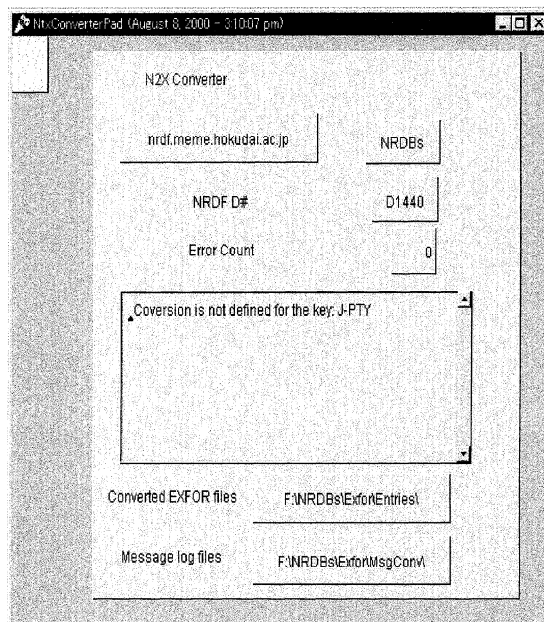 NtxConverterPad (August 8, 2000 - 3:10:07 pm)
N2X Converter
nrdf.meme.hokudai.ac.jp NRDBs
NRDF D# D1440
Error Count 0
Coversion is not defined for the key: J-PTY
Converted EXFOR files F:\NRDBs\Exfor\Entries\
Message log files F:\NRDBs\Exfor\MsgConv\